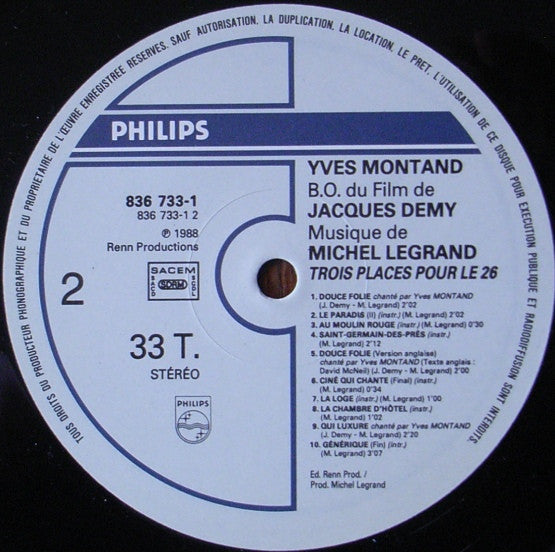 TOUS DROITS DU PRODUCTEUR PHONOGRAPHIQUE ET DU PROPRIETAIRE DE L'ŒUVRE ENREGISTREE RESERVES. SAUF AUTORISATION, LA DUPLICATION, LA LOCATION, LE PRET, L'UTILISATION DE CE DISQUE POUR EXECUTION PUBLIQUE ET RADIODIFFUSION SONT INTERDITS.
PHILIPS
836 733-1
836 733-1 2
℗ 1988
Renn Productions
SACEM
SACD
SDRM
SGDL
2
33 T.
STÉRÉO
PHILIPS
YVES MONTAND
B.O. du Film de
JACQUES DEMY
Musique de
MICHEL LEGRAND
TROIS PLACES POUR LE 26
1. DOUCE FOLIE chanté par Yves MONTAND
(J. Demy - M. Legrand) 2'02
2. LE PARADIS (II) (instr.) (M. Legrand) 2'02
3. AU MOULIN ROUGE (instr.) (M. Legrand) 0'30
4. SAINT-GERMAIN-DES-PRÉS (instr.)
(M. Legrand) 2'12
5. DOUCE FOLIE (Version anglaise)
chanté par Yves MONTAND (Texte anglais :
David McNeil) (J. Demy - M. Legrand) 2'00
6. CINÉ QUI CHANTE (Final) (instr.)
(M. Legrand) 0'34
7. LA LOGE (instr.) (M. Legrand) 1'00
8. LA CHAMBRE D'HÔTEL (instr.)
(M. Legrand) 1'02
9. QUI LUXURE chanté par Yves MONTAND
(J. Demy - M. Legrand) 2'20
10. GÉNÉRIQUE (Fin) (intr.)
(M. Legrand) 3'07
Ed. Renn Prod. /
Prod. Michel Legrand